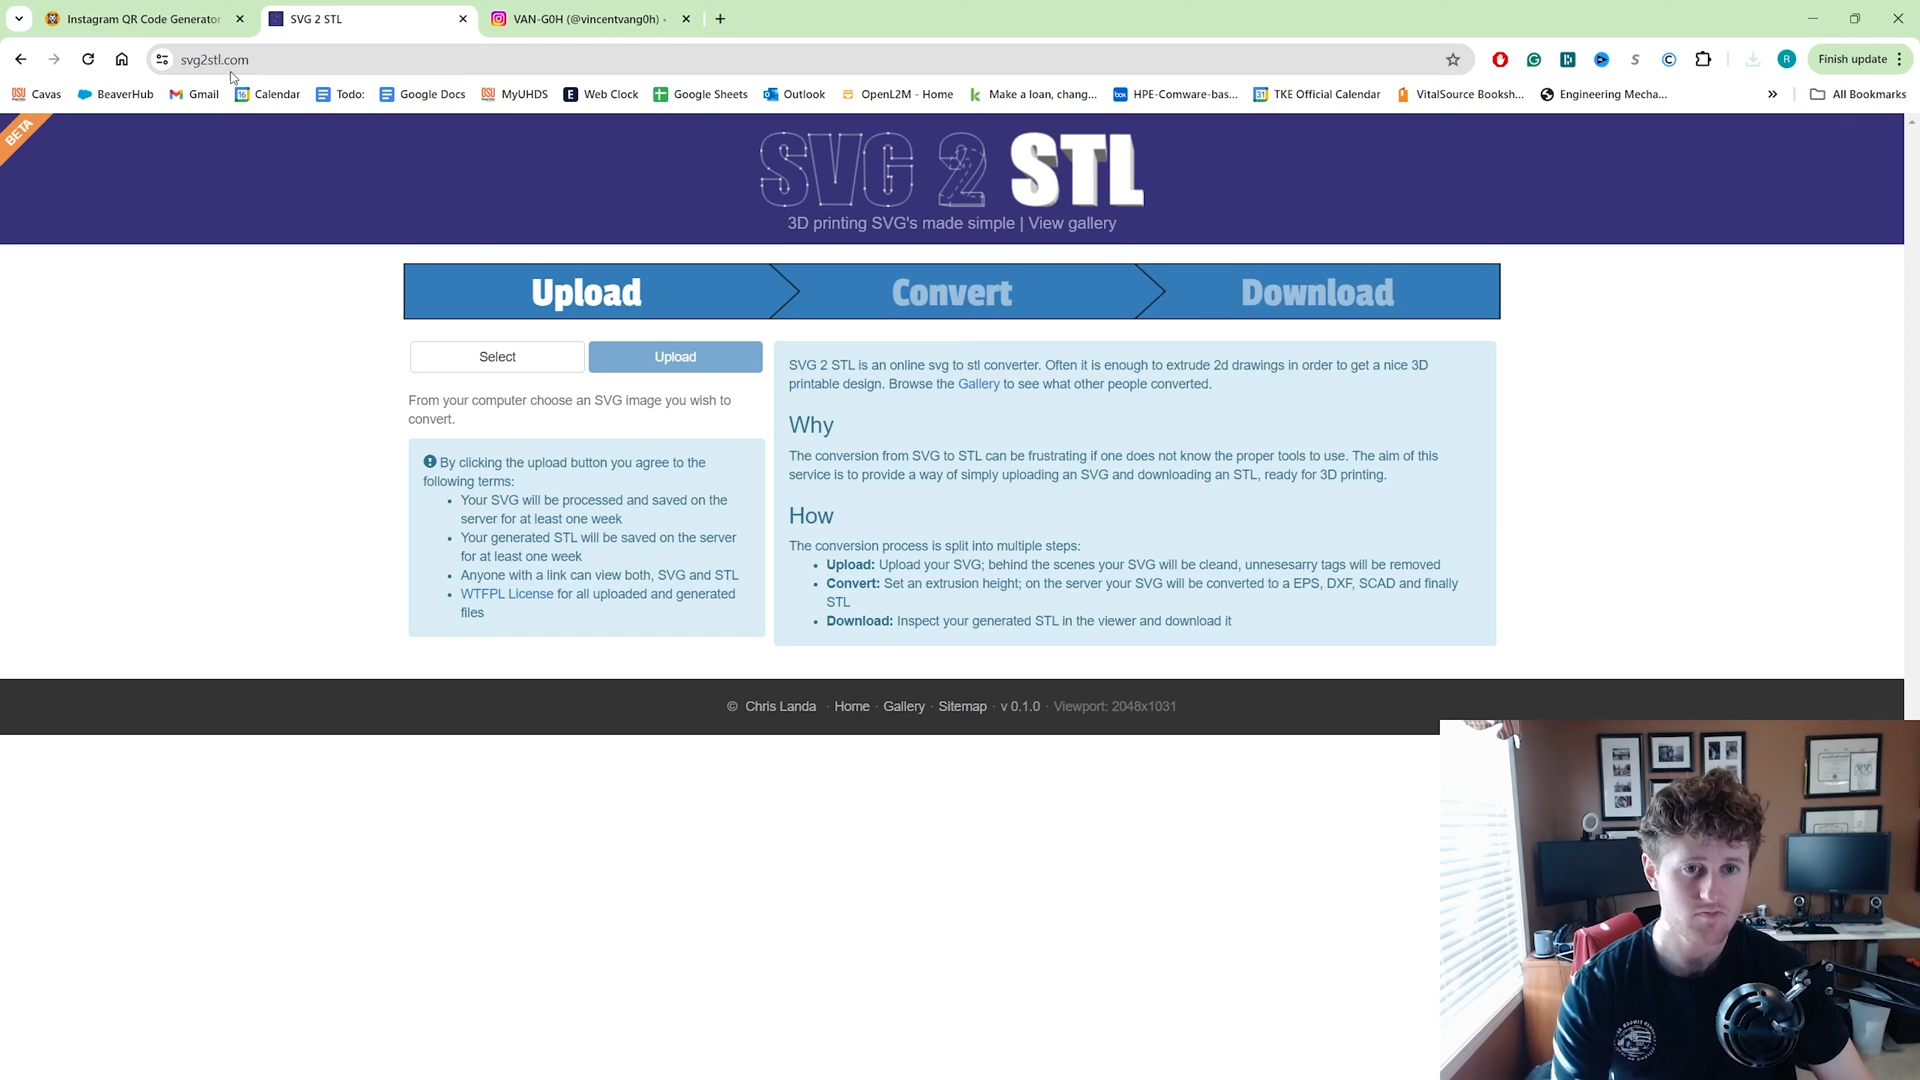 Instagram QR Code Generator
SVG 2 STL
VAN-G0H (@vincentvang0h) ·
svg2stl.com
Finish update
Cavas
BeaverHub
Gmail
Calendar
Todo:
Google Docs
MyUHDS
Web Clock
Google Sheets
Outlook
OpenL2M - Home
Make a loan, chang...
HPE-Comware-bas...
TKE Official Calendar
VitalSource Booksh...
Engineering Mecha...
All Bookmarks
BETA
SVG 2 STL
3D printing SVG's made simple | View gallery
Upload
Convert
Download
Select
Upload
From your computer choose an SVG image you wish to
convert.
By clicking the upload button you agree to the
following terms:
• Your SVG will be processed and saved on the
server for at least one week
• Your generated STL will be saved on the server
for at least one week
• Anyone with a link can view both, SVG and STL
• WTFPL License for all uploaded and generated
files
SVG 2 STL is an online svg to stl converter. Often it is enough to extrude 2d drawings in order to get a nice 3D
printable design. Browse the Gallery to see what other people converted.
Why
The conversion from SVG to STL can be frustrating if one does not know the proper tools to use. The aim of this
service is to provide a way of simply uploading an SVG and downloading an STL, ready for 3D printing.
How
The conversion process is split into multiple steps:
• Upload: Upload your SVG; behind the scenes your SVG will be clean, unnesesarry tags will be removed
• Convert: Set an extrusion height; on the server your SVG will be converted to a EPS, DXF, SCAD and finally
STL
• Download: Inspect your generated STL in the viewer and download it
© Chris Landa · Home · Gallery · Sitemap · v 0.1.0 · Viewport: 2048x1031